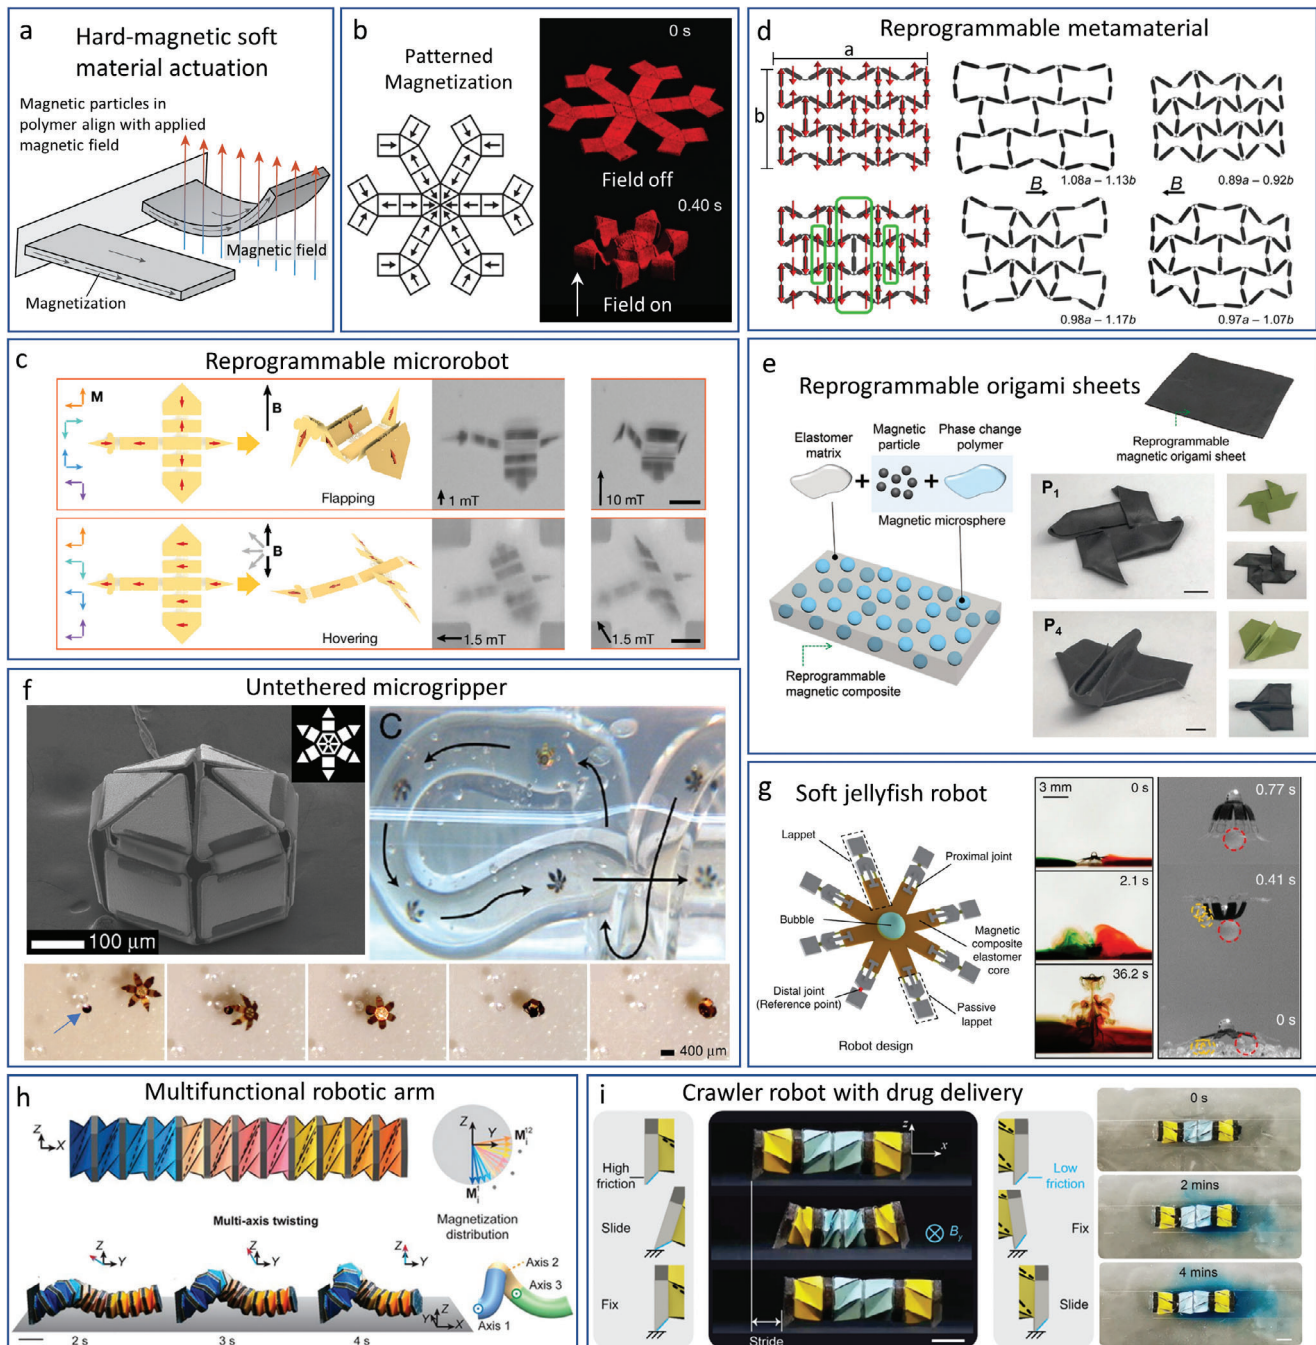 a
Hard-magnetic soft
material actuation
Magnetic particles in
polymer align with applied
magnetic field
Magnetic field
Magnetization
b
Patterned
Magnetization
0 s
Field off
0.40 s
Field on
c
Reprogrammable microrobot
M
B
Flapping
1 mT
10 mT
B
Hovering
1.5 mT
1.5 mT
d
Reprogrammable metamaterial
a
b
1.08a – 1.13b
0.89a – 0.92b
B
B
0.98a – 1.17b
0.97a – 1.07b
e
Reprogrammable origami sheets
Reprogrammable
magnetic origami sheet
Elastomer
matrix
Magnetic
particle
Phase change
polymer
+
+
Magnetic microsphere
Reprogrammable
magnetic composite
P1
P4
f
Untethered microgripper
100 µm
C
400 µm
g
Soft jellyfish robot
Lappet
Proximal joint
Bubble
Magnetic
composite
elastomer
core
Distal joint
(Reference point)
Passive
lappet
Robot design
3 mm
0 s
2.1 s
36.2 s
0.77 s
0.41 s
0 s
h
Multifunctional robotic arm
Z
X
Z
Y
Mi12
Mi1
Magnetization
distribution
Multi-axis twisting
Z
Y
Z
Y
Z
Y
Z
Y
X
2 s
3 s
4 s
Axis 2
Axis 3
Axis 1
i
Crawler robot with drug delivery
High
friction
Slide
Fix
z
x
By
Stride
Low
friction
Fix
Slide
0 s
2 mins
4 mins